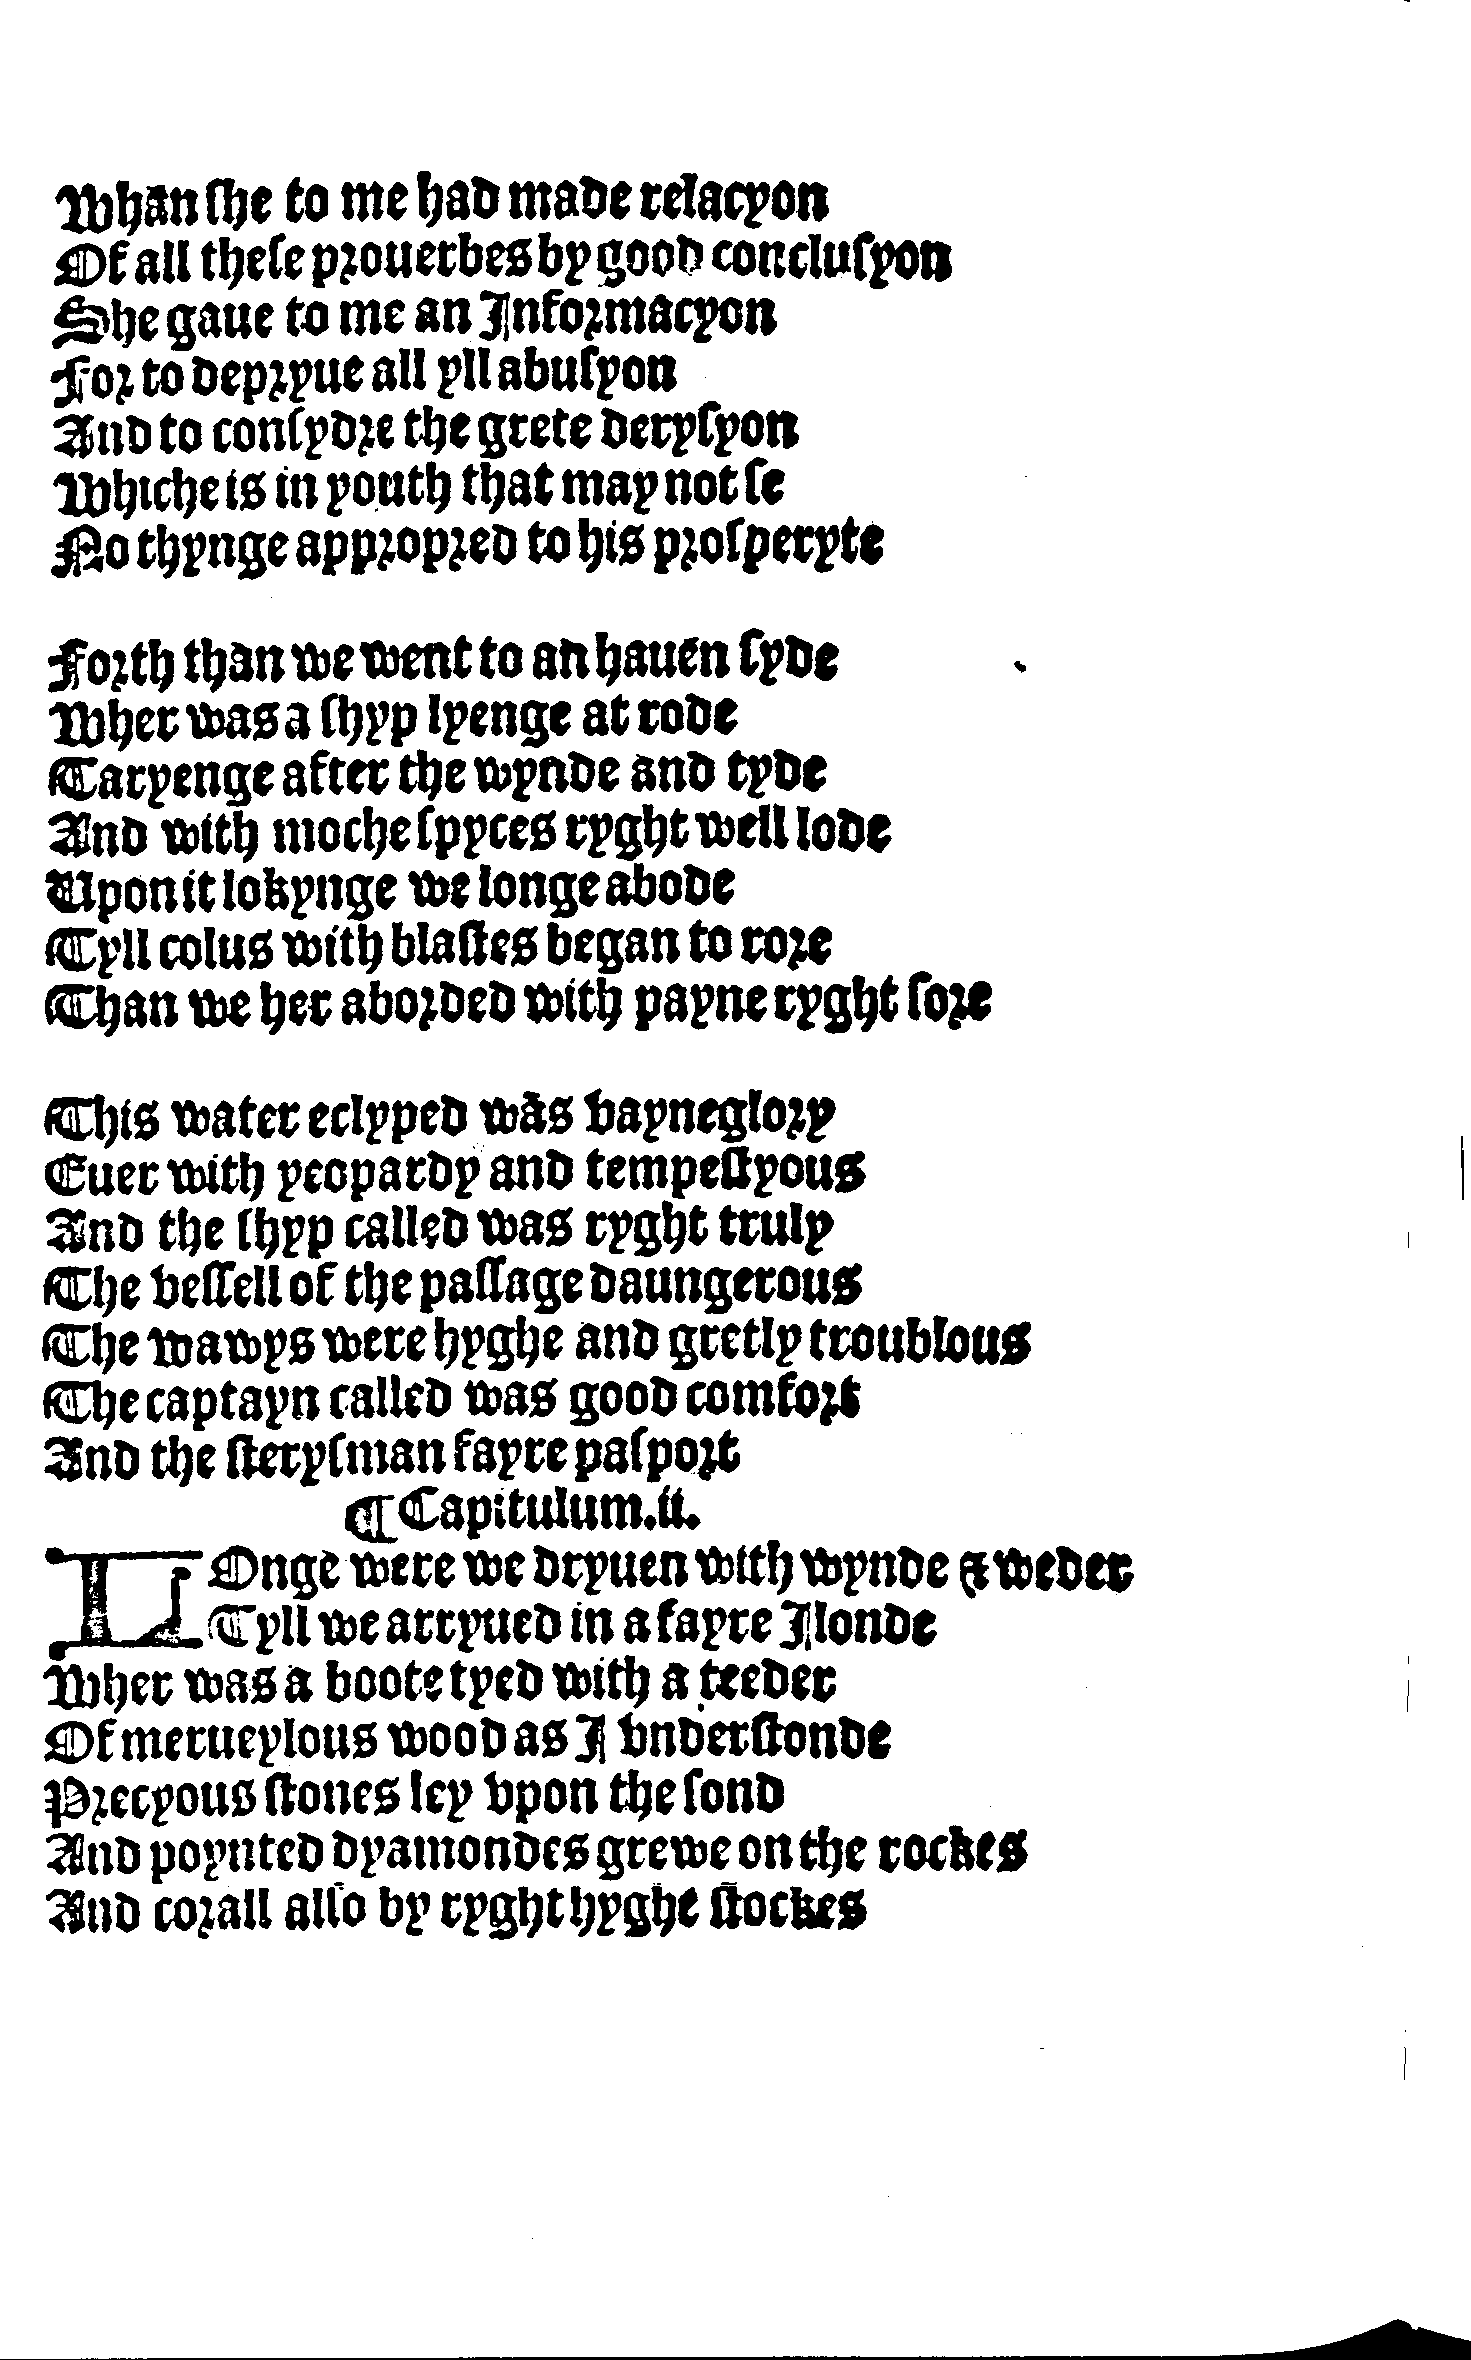 Whan ſhe to me had made relacyon
Of all theſe prouerbes by good concluſyon
She gaue to me an Informacyon
For to depryue all yll abuſyon
And to conſydre the grete deryſyon
Whiche is in youth that may not ſe
No thynge appropred to his proſperyte
Forth than we went to an hauen ſyde
Wher was a ſhyp lyenge at rode
Taryenge after the wynde and tyde
And with moche ſpyces ryght well lode
Upon it lokynge we longe abode
Tyll colus with blaſtes began to rore
Than we her aborded with payne ryght ſore
This water eclyped was vayneglory
Euer with yeopardy and tempeſtyous
And the ſhyp called was ryght truly
The veſſell of the paſſage daungerous
The wawys were hyghe and gretly troublous
The captayn called was good comfort
And the ſteryſman fayre paſport
¶ Capitulum.ii.
LOnge were we dryuen with wynde & weder
Tyll we arryued in a fayre Ilonde
Wher was a boote tyed with a teeder
Of merueylous wood as I vnderſtonde
Precyous ſtones ley vpon the ſond
And poynted dyamondes grewe on the rockes
And corall alſo by ryght hyghe ſtockes